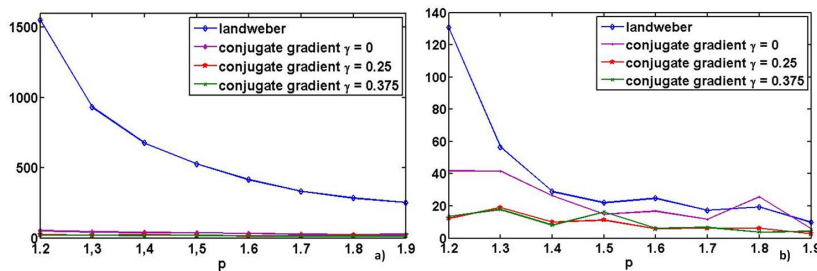 1500
1000
500
0
1.2
1,3
1,4
1,5
1.6
1.7
1.8
1.9
p
a)
landweber
conjugate gradient γ = 0
conjugate gradient γ = 0.25
conjugate gradient γ = 0.375
140
120
100
80
60
40
20
0
1.2
1.3
1.4
1.5
1.6
1.7
1.8
1.9
p
b)
landweber
conjugate gradient γ = 0
conjugate gradient γ = 0.25
conjugate gradient γ = 0.375